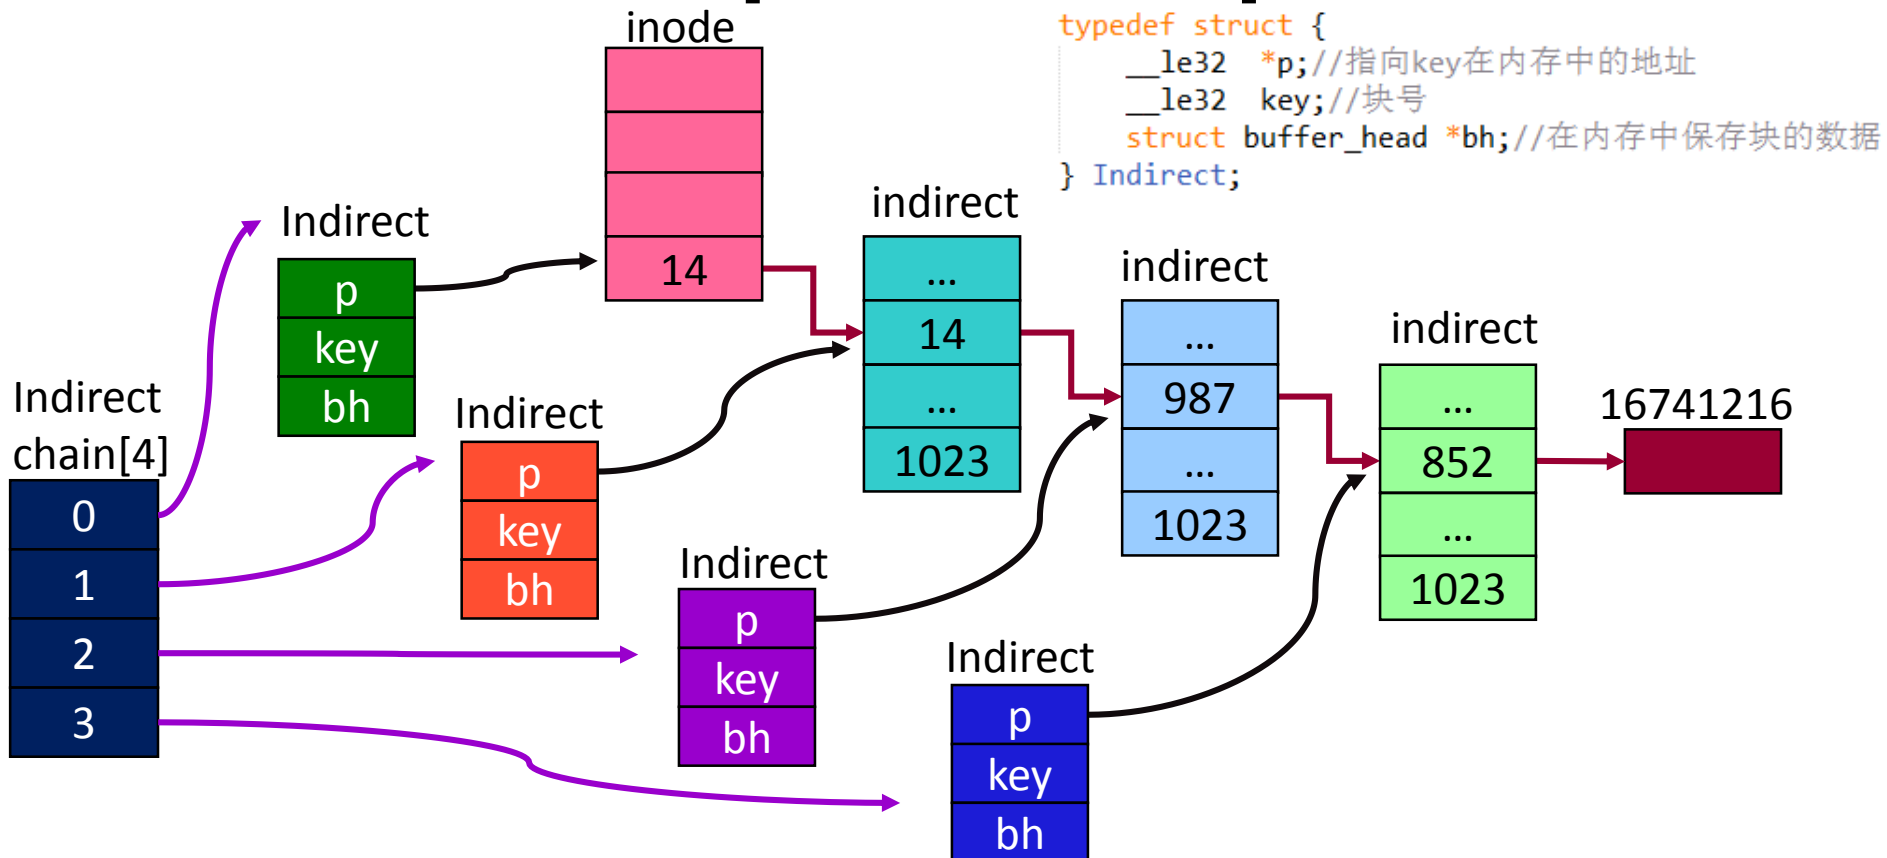 inode
typedef struct {
__le32 *p;//指向key在内存中的地址
__le32 key;//块号
struct buffer_head *bh;//在内存中保存块的数据
} Indirect;
14
Indirect
p
key
bh
indirect
...
14
...
1023
indirect
...
987
...
1023
indirect
...
852
...
1023
16741216
Indirect
chain[4]
0
1
2
3
Indirect
p
key
bh
Indirect
p
key
bh
Indirect
p
key
bh